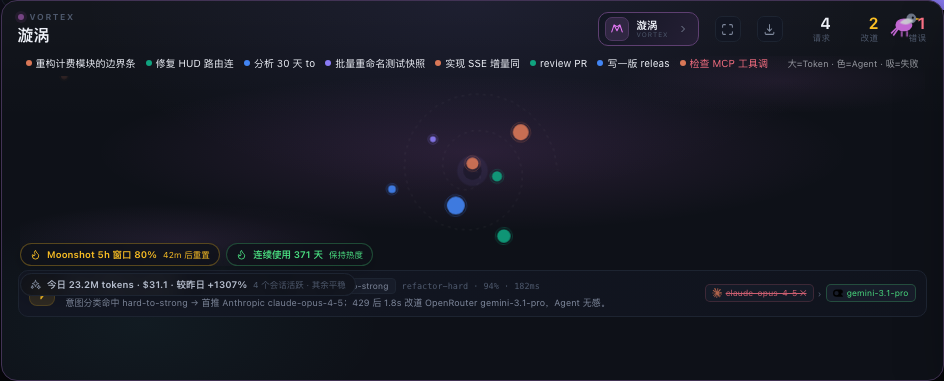 VORTEX
漩涡
漩涡
VORTEX
4
请求
2
改道
1
错误
重构计费模块的边界条
修复 HUD 路由连
分析 30 天 to
批量重命名测试快照
实现 SSE 增量同
review PR
写一版 releas
检查 MCP 工具调
大=Token · 色=Agent · 吸=失败
Moonshot 5h 窗口 80% 42m 后重置
连续使用 371 天 保持热度
今日 23.2M tokens · $31.1 · 较昨日 +1307% 4 个会话活跃 · 其余平稳
-strong refactor-hard · 94% · 182ms
意图分类命中 hard-to-strong → 首推 Anthropic claude-opus-4-5；429 后 1.8s 改道 OpenRouter gemini-3.1-pro，Agent 无感。
claude-opus-4-5 ✕ › gemini-3.1-pro